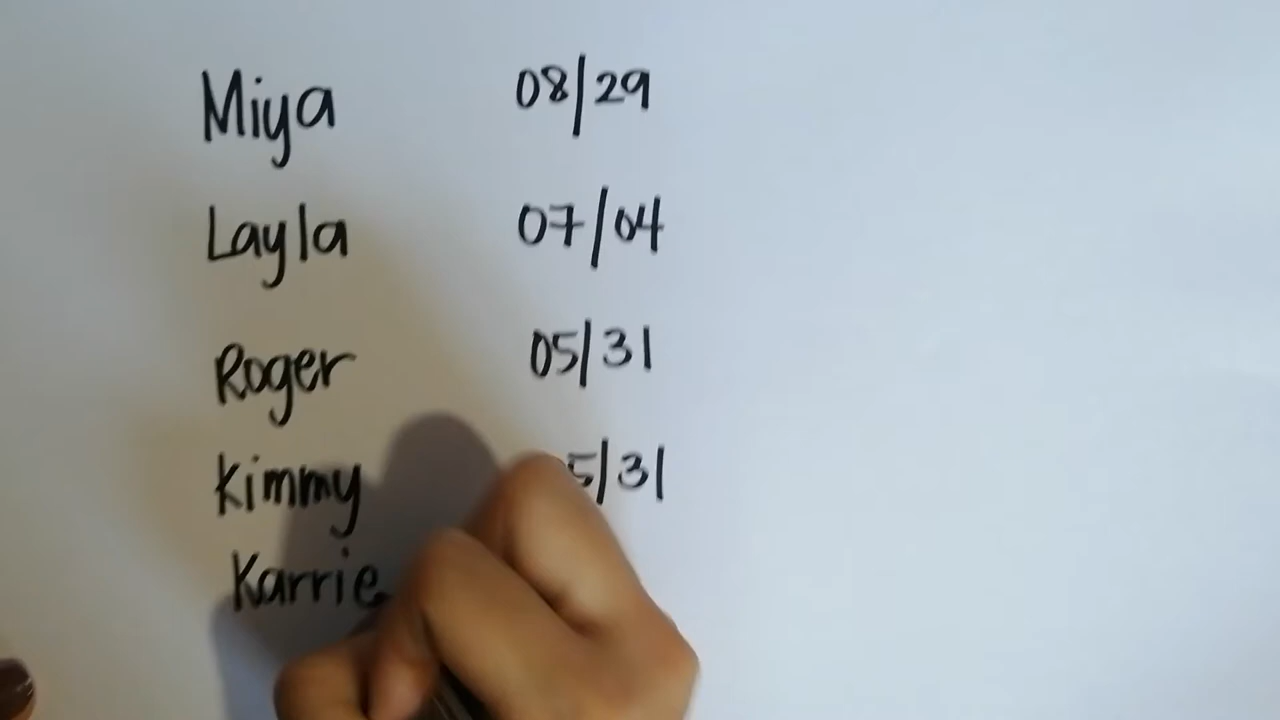 Miya 08/29
Layla 07/04
Roger 05/31
Kimmy 5/31
Karrie